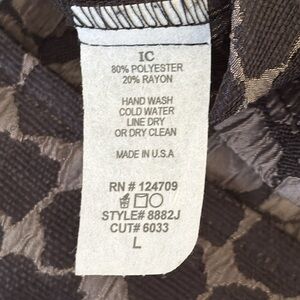 IC
80% POLYESTER
20% RAYON
HAND WASH
COLD WATER
LINE DRY
OR DRY CLEAN
MADE IN U.S.A
RN # 124709
STYLE# 8882J
CUT# 6033
L